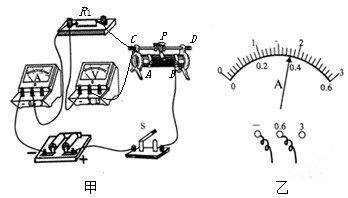 R1
C P D
A V A B
S
− +
甲
0 1 2 3
0 0.2 0.4 0.6
A
− 0.6 3
乙